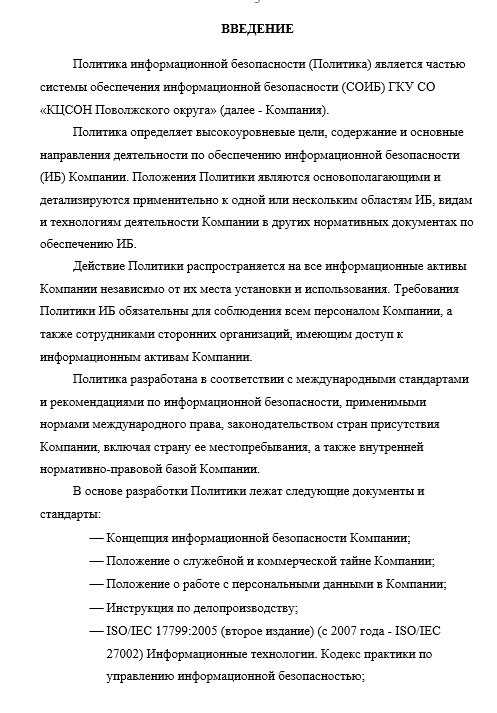 ВВЕДЕНИЕ
Политика информационной безопасности (Политика) является частью
системы обеспечения информационной безопасности (СОИБ) ГКУ СО
«КЦСОН Поволжского округа» (далее - Компания).
Политика определяет высокоуровневые цели, содержание и основные
направления деятельности по обеспечению информационной безопасности
(ИБ) Компании. Положения Политики являются основополагающими и
детализируются применительно к одной или нескольким областям ИБ, видам
и технологиям деятельности Компании в других нормативных документах по
обеспечению ИБ.
Действие Политики распространяется на все информационные активы
Компании независимо от их места установки и использования. Требования
Политики ИБ обязательны для соблюдения всем персоналом Компании, а
также сотрудниками сторонних организаций, имеющим доступ к
информационным активам Компании.
Политика разработана в соответствии с международными стандартами
и рекомендациями по информационной безопасности, применимыми
нормами международного права, законодательством стран присутствия
Компании, включая страну ее местопребывания, а также внутренней
нормативно-правовой базой Компании.
В основе разработки Политики лежат следующие документы и
стандарты:
— Концепция информационной безопасности Компании;
— Положение о служебной и коммерческой тайне Компании;
— Положение о работе с персональными данными в Компании;
— Инструкция по делопроизводству;
— ISO/IEC 17799:2005 (второе издание) (с 2007 года - ISO/IEC
27002) Информационные технологии. Кодекс практики по
управлению информационной безопасностью;